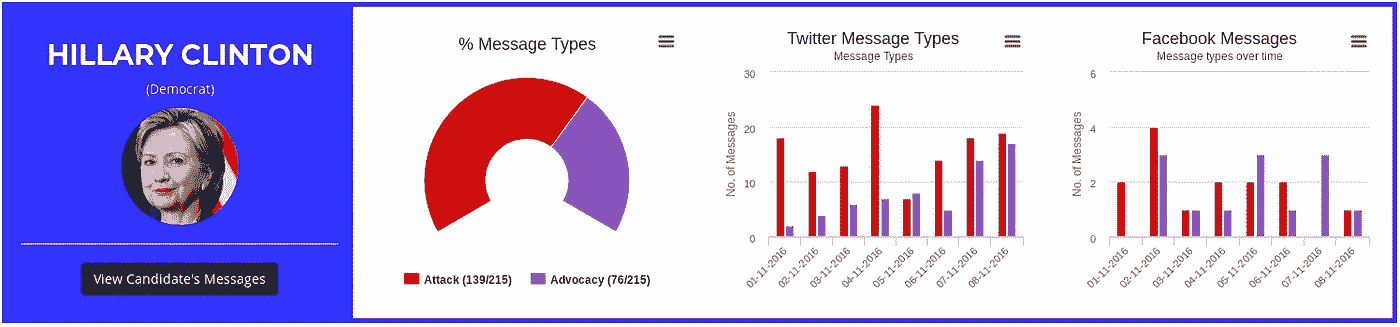 HILLARY CLINTON
(Democrat)
View Candidate's Messages
% Message Types
Attack (139/215) Advocacy (76/215)
Twitter Message Types
Message Types
No. of Messages
30
20
10
0
01-11-2016 02-11-2016 03-11-2016 04-11-2016 05-11-2016 06-11-2016 07-11-2016 08-11-2016
Facebook Messages
Message types over time
No. of Messages
6
4
2
0
01-11-2016 02-11-2016 03-11-2016 04-11-2016 05-11-2016 06-11-2016 07-11-2016 08-11-2016